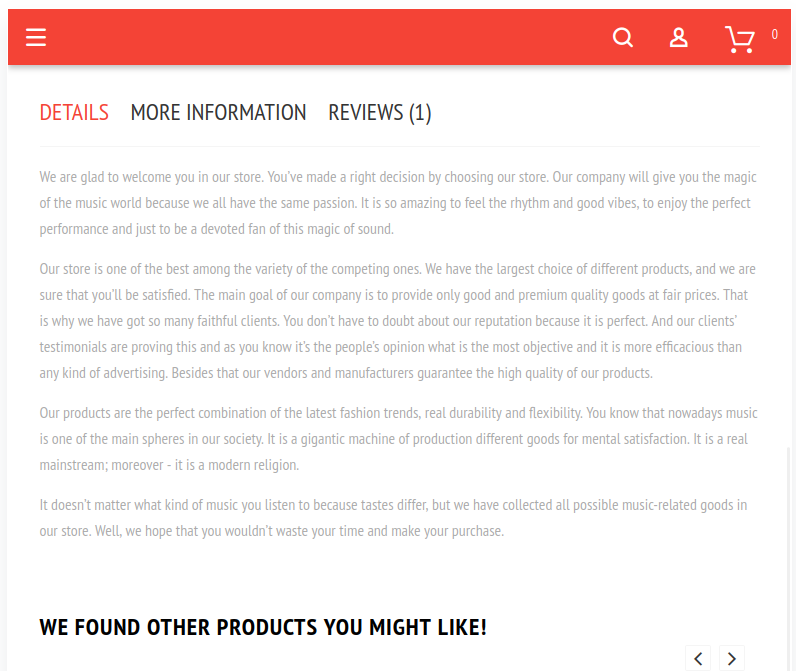 0
DETAILS MORE INFORMATION REVIEWS (1)
We are glad to welcome you in our store. You've made a right decision by choosing our store. Our company will give you the magic
of the music world because we all have the same passion. It is so amazing to feel the rhythm and good vibes, to enjoy the perfect
performance and just to be a devoted fan of this magic of sound.
Our store is one of the best among the variety of the competing ones. We have the largest choice of different products, and we are
sure that you'll be satisfied. The main goal of our company is to provide only good and premium quality goods at fair prices. That
is why we have got so many faithful clients. You don't have to doubt about our reputation because it is perfect. And our clients'
testimonials are proving this and as you know it's the people's opinion what is the most objective and it is more efficacious than
any kind of advertising. Besides that our vendors and manufacturers guarantee the high quality of our products.
Our products are the perfect combination of the latest fashion trends, real durability and flexibility. You know that nowadays music
is one of the main spheres in our society. It is a gigantic machine of production different goods for mental satisfaction. It is a real
mainstream; moreover - it is a modern religion.
It doesn't matter what kind of music you listen to because tastes differ, but we have collected all possible music-related goods in
our store. Well, we hope that you wouldn't waste your time and make your purchase.
WE FOUND OTHER PRODUCTS YOU MIGHT LIKE!